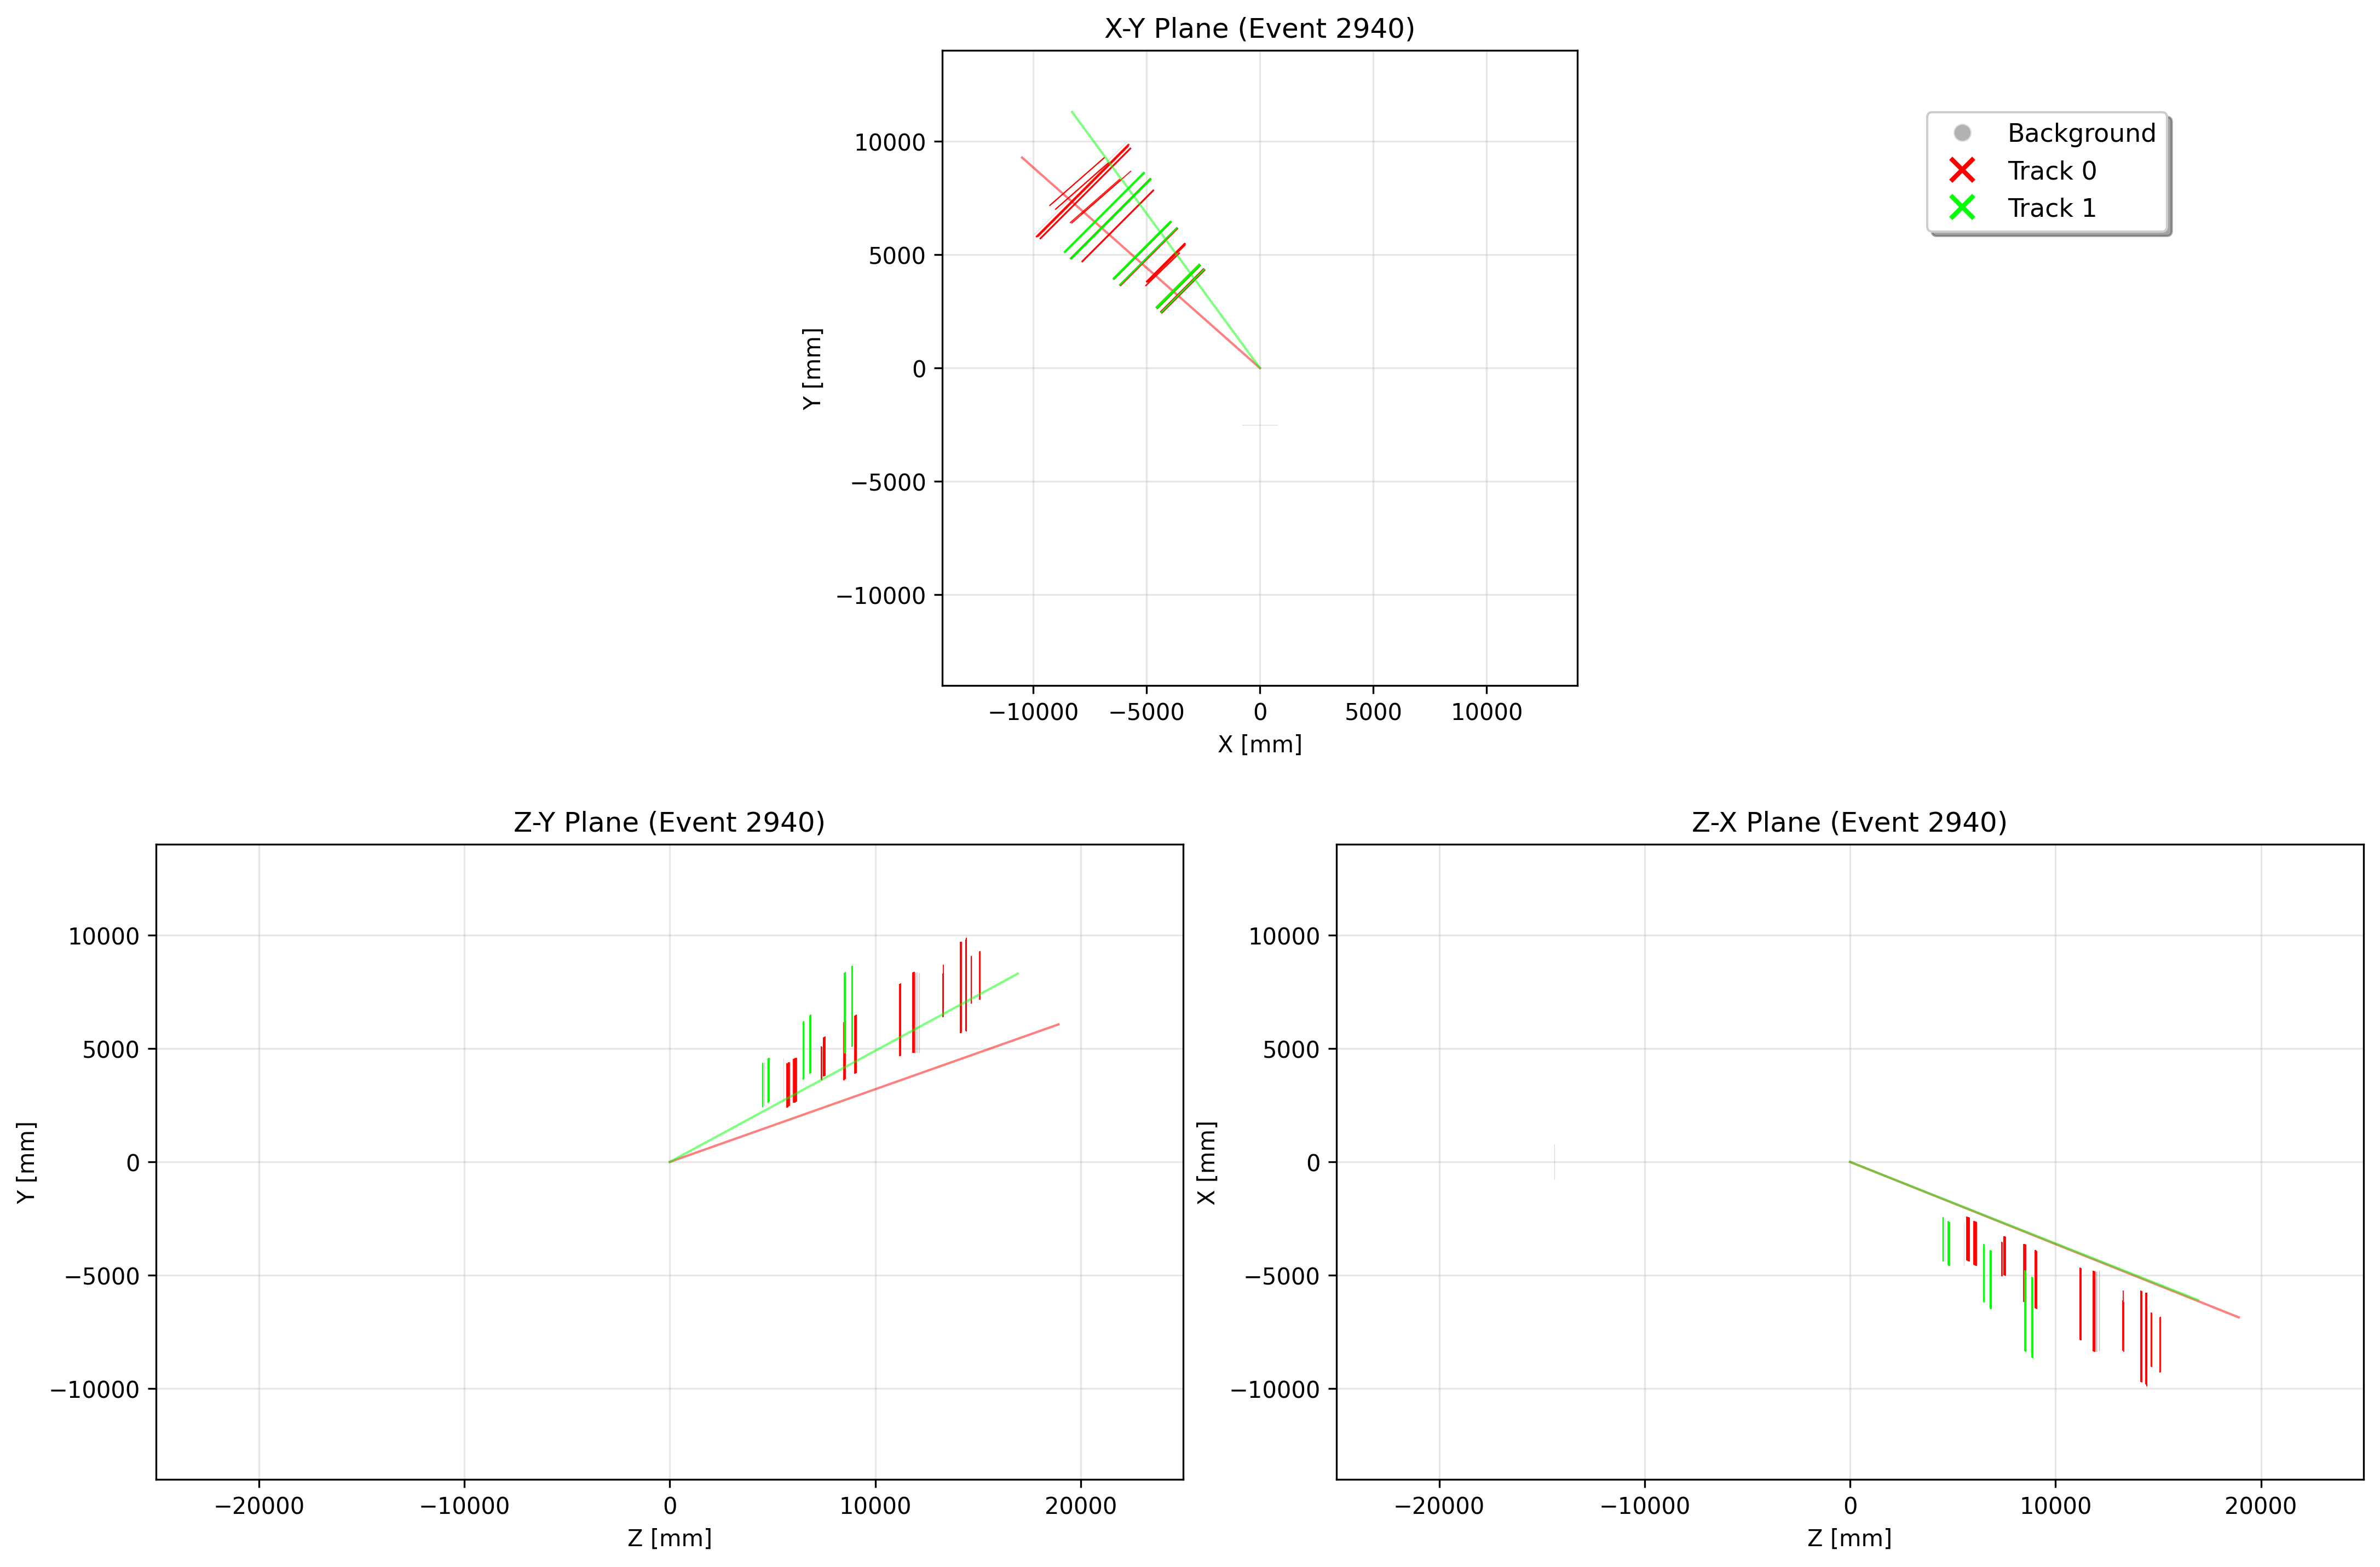 X-Y Plane (Event 2940)
Y [mm]
10000
5000
0
−5000
−10000
−10000 −5000 0 5000 10000
X [mm]
Background
Track 0
Track 1
Z-Y Plane (Event 2940)
Y [mm]
10000
5000
0
−5000
−10000
−20000 −10000 0 10000 20000
Z [mm]
Z-X Plane (Event 2940)
X [mm]
10000
5000
0
−5000
−10000
−20000 −10000 0 10000 20000
Z [mm]